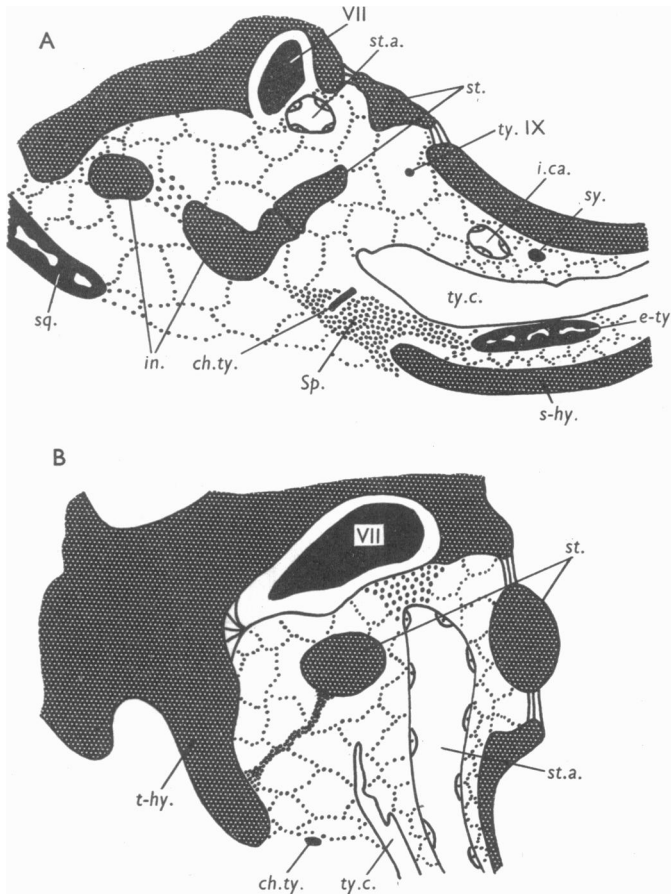 A
VII
st.a.
st.
ty. IX
i.ca.
sy.
ty.c.
e-ty
sq.
in.
ch.ty.
Sp.
s-hy.
B
VII
st.
st.a.
t-hy.
ch.ty.
ty.c.